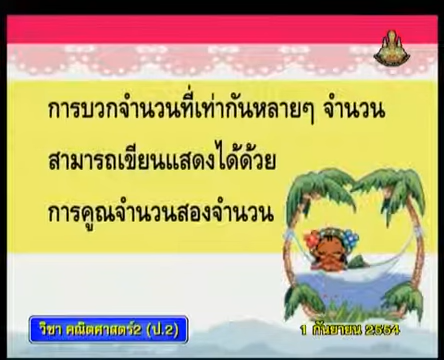 การบวกจำนวนที่เท่ากันหลายๆ จำนวน
สามารถเขียนแสดงได้ด้วย
การคูณจำนวนสองจำนวน
วิชา คณิตศาสตร์2 (ป.2)
1 กันยายน 2554